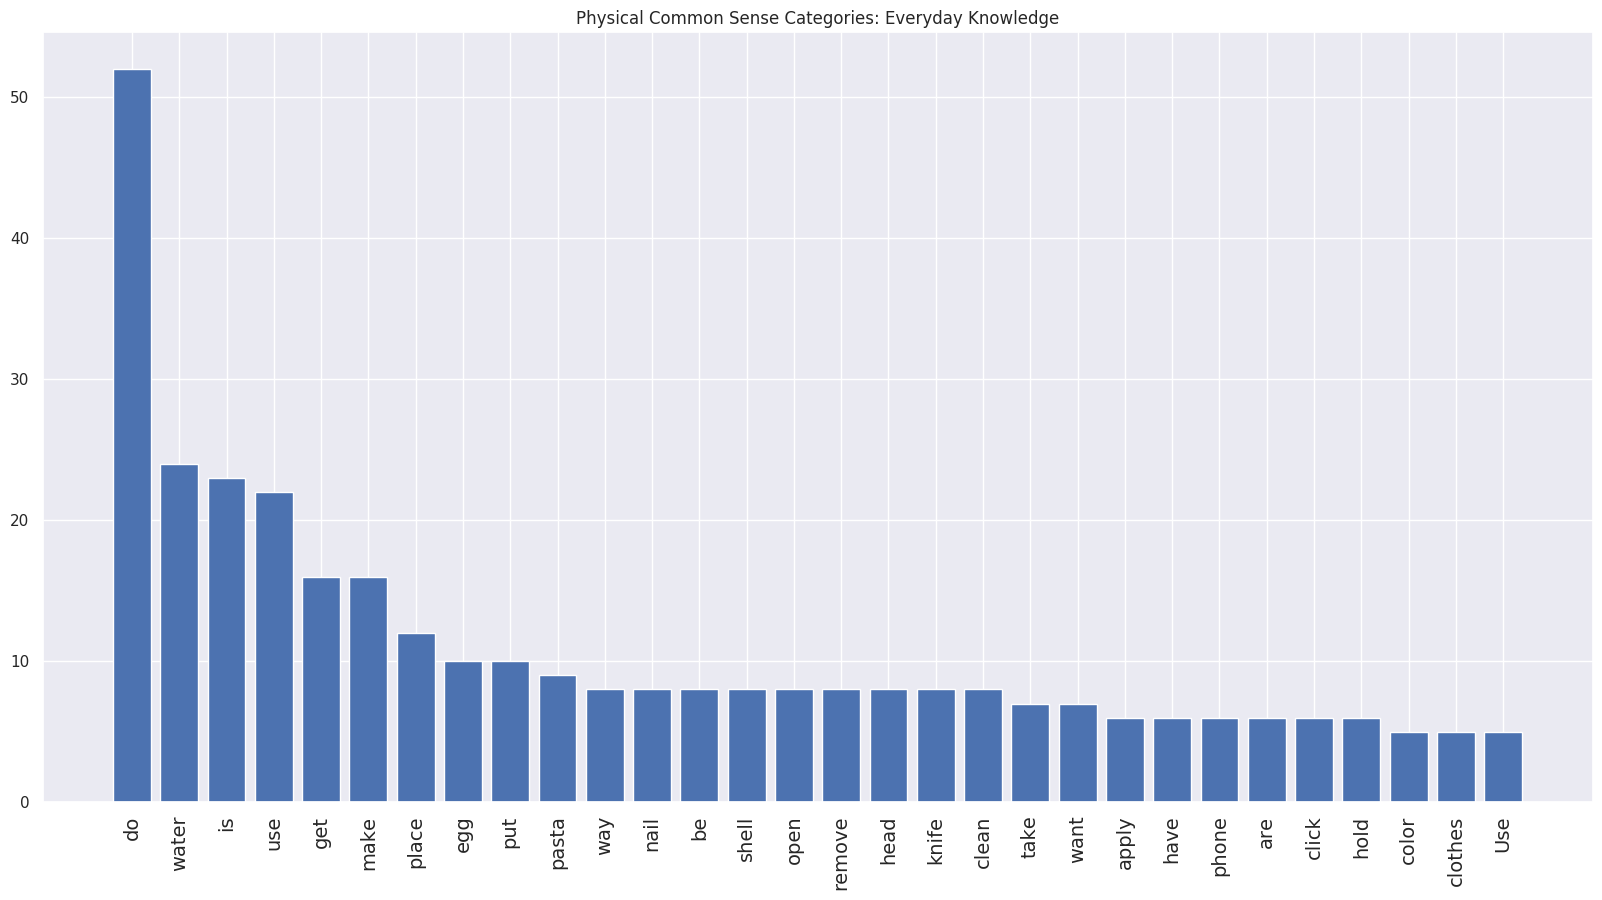 Physical Common Sense Categories: Everyday Knowledge
50
40
30
20
10
0
do
water
is
use
get
make
place
egg
put
pasta
way
nail
be
shell
open
remove
head
knife
clean
take
want
apply
have
phone
are
click
hold
color
clothes
Use